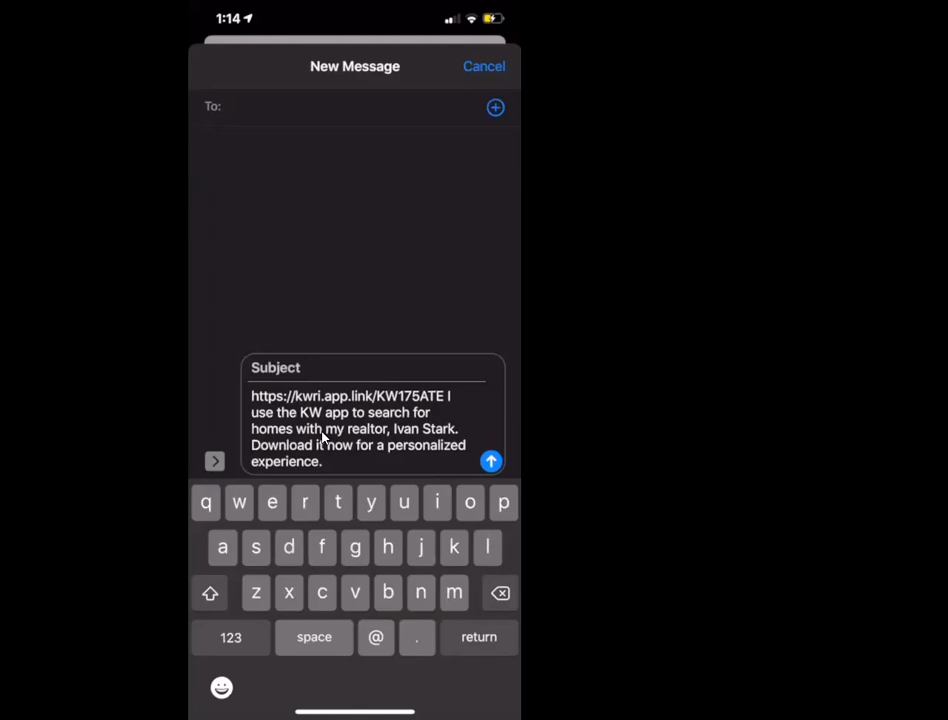 1:14
New Message
Cancel
To:
Subject
https://kwri.app.link/KW175ATE I
use the KW app to search for
homes with my realtor, Ivan Stark.
Download it now for a personalized
experience.
q w e r t y u i o p
a s d f g h j k l
z x c v b n m
123 space @ . return